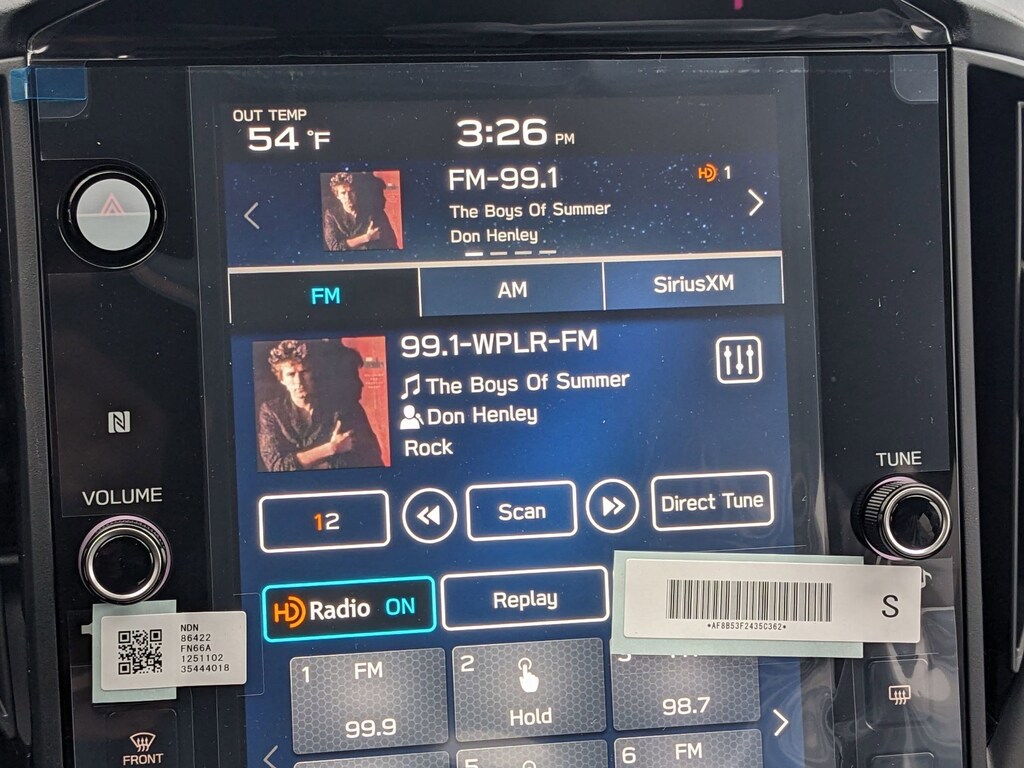 OUT TEMP
54 °F
3:26 PM
FM-99.1
HD 1
The Boys Of Summer
Don Henley
FM
AM
SiriusXM
99.1-WPLR-FM
The Boys Of Summer
Don Henley
Rock
TUNE
VOLUME
12
Scan
Direct Tune
HD Radio ON
Replay
*AF8B53F2435C362*
S
NDN
86422
FN66A
1251102
35444018
1 FM
99.9
2
Hold
3 FM
98.7
5
6 FM
FRONT